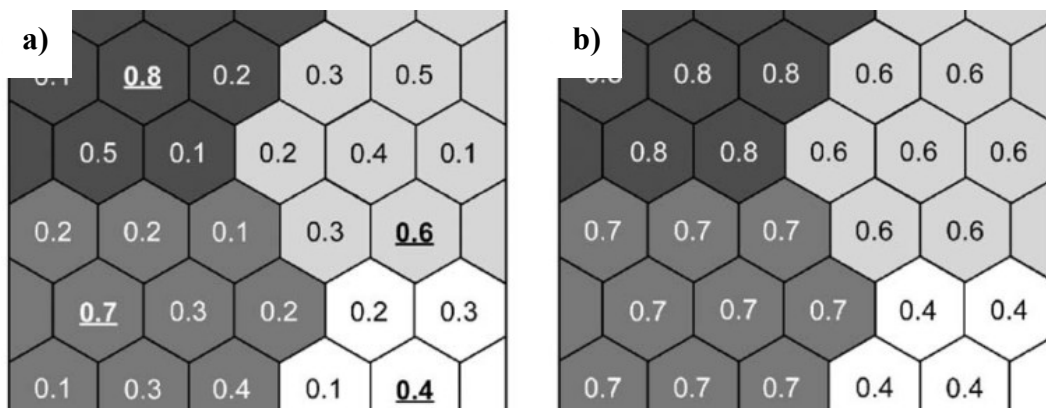 a)
0.1 0.8 0.2 0.3 0.5
0.5 0.1 0.2 0.4 0.1
0.2 0.2 0.1 0.3 0.6
0.7 0.3 0.2 0.2 0.3
0.1 0.3 0.4 0.1 0.4
b)
0.8 0.8 0.6 0.6
0.8 0.8 0.6 0.6 0.6
0.7 0.7 0.7 0.6 0.6
0.7 0.7 0.7 0.4 0.4
0.7 0.7 0.7 0.4 0.4